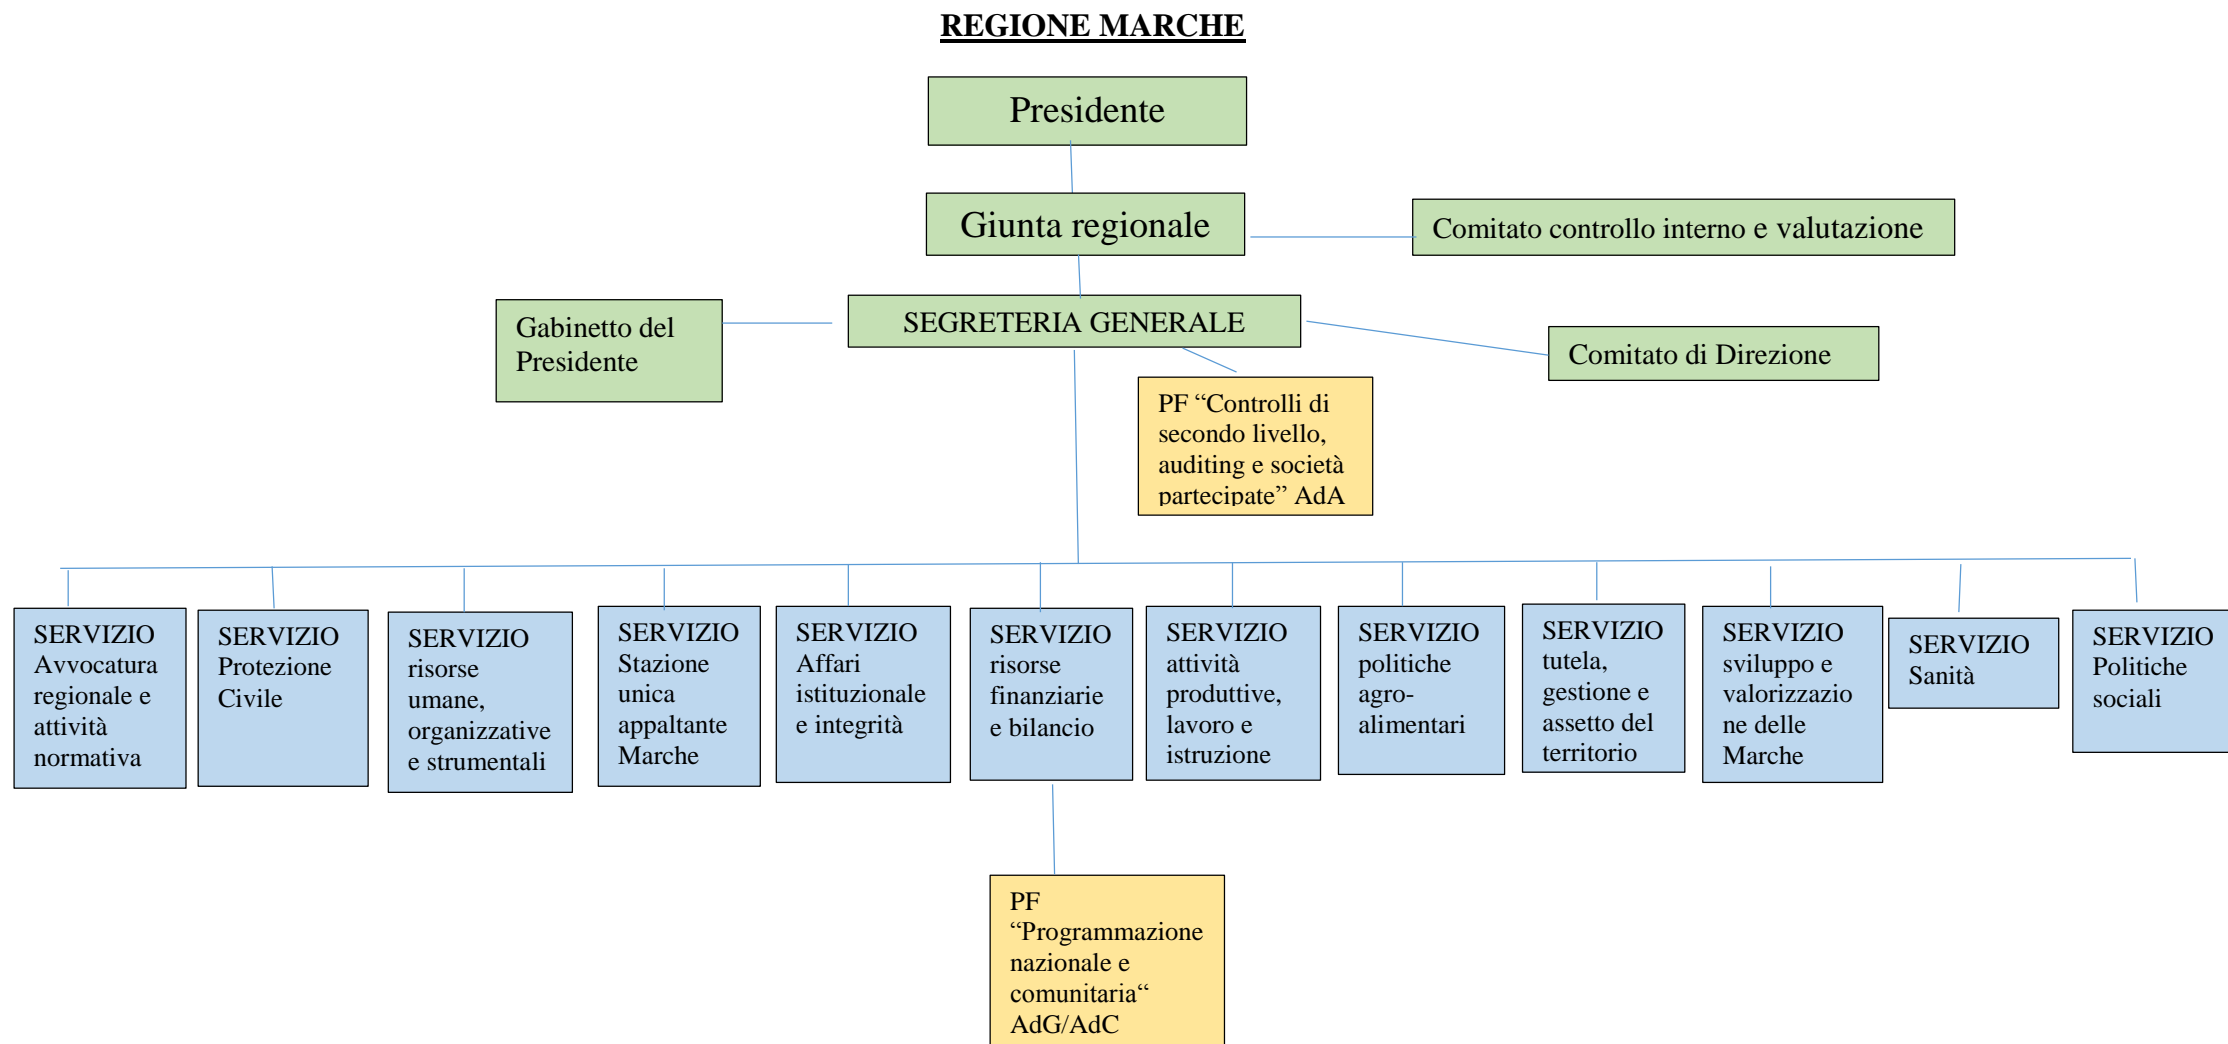 REGIONE MARCHE
Presidente
Giunta regionale
Comitato controllo interno e valutazione
Gabinetto del
Presidente
SEGRETERIA GENERALE
Comitato di Direzione
PF “Controlli di
secondo livello,
auditing e società
partecipate” AdA
SERVIZIO
Avvocatura
regionale e
attività
normativa
SERVIZIO
Protezione
Civile
SERVIZIO
risorse
umane,
organizzative
e strumentali
SERVIZIO
Stazione
unica
appaltante
Marche
SERVIZIO
Affari
istituzionale
e integrità
SERVIZIO
risorse
finanziarie
e bilancio
SERVIZIO
attività
produttive,
lavoro e
istruzione
SERVIZIO
politiche
agro-
alimentari
SERVIZIO
tutela,
gestione e
assetto del
territorio
SERVIZIO
sviluppo e
valorizzazio
ne delle
Marche
SERVIZIO
Sanità
SERVIZIO
Politiche
sociali
PF
“Programmazione
nazionale e
comunitaria“
AdG/AdC